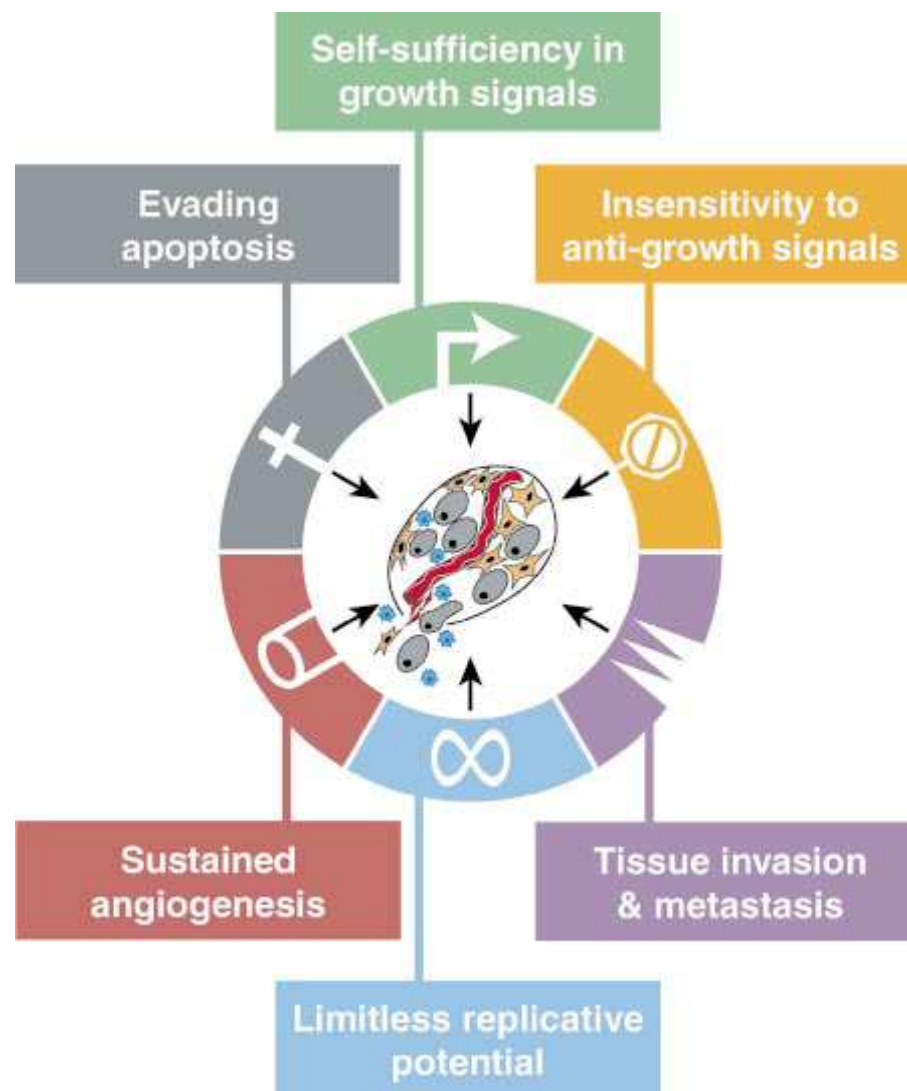 Self-sufficiency in
growth signals
Evading
apoptosis
Insensitivity to
anti-growth signals
Sustained
angiogenesis
Tissue invasion
& metastasis
Limitless replicative
potential